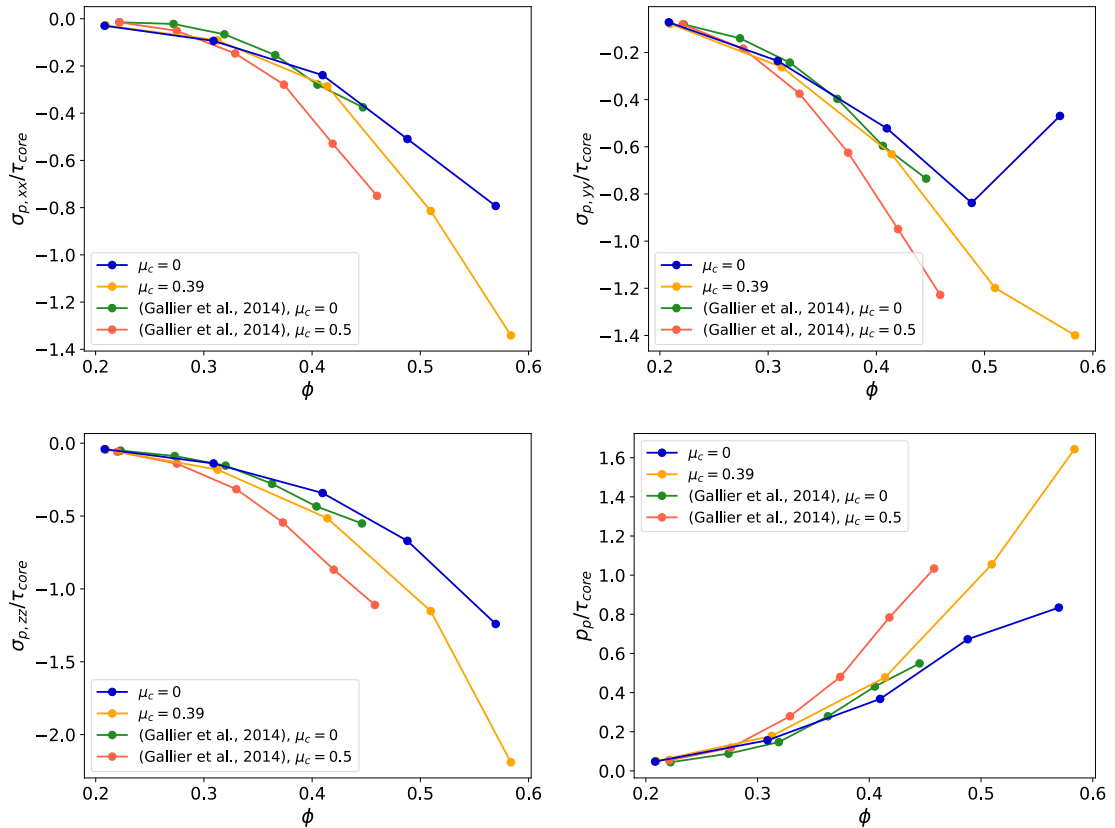 0.0
−0.2
−0.4
−0.6
−0.8
−1.0
−1.2
−1.4
σp,xx/τcore
μc = 0
μc = 0.39
(Gallier et al., 2014), μc = 0
(Gallier et al., 2014), μc = 0.5
0.2 0.3 0.4 0.5 0.6
ϕ
−0.2
−0.4
−0.6
−0.8
−1.0
−1.2
−1.4
σp,yy/τcore
μc = 0
μc = 0.39
(Gallier et al., 2014), μc = 0
(Gallier et al., 2014), μc = 0.5
0.2 0.3 0.4 0.5 0.6
ϕ
0.0
−0.5
−1.0
−1.5
−2.0
σp,zz/τcore
μc = 0
μc = 0.39
(Gallier et al., 2014), μc = 0
(Gallier et al., 2014), μc = 0.5
0.2 0.3 0.4 0.5 0.6
ϕ
1.6
1.4
1.2
1.0
0.8
0.6
0.4
0.2
0.0
pp/τcore
μc = 0
μc = 0.39
(Gallier et al., 2014), μc = 0
(Gallier et al., 2014), μc = 0.5
0.2 0.3 0.4 0.5 0.6
ϕ